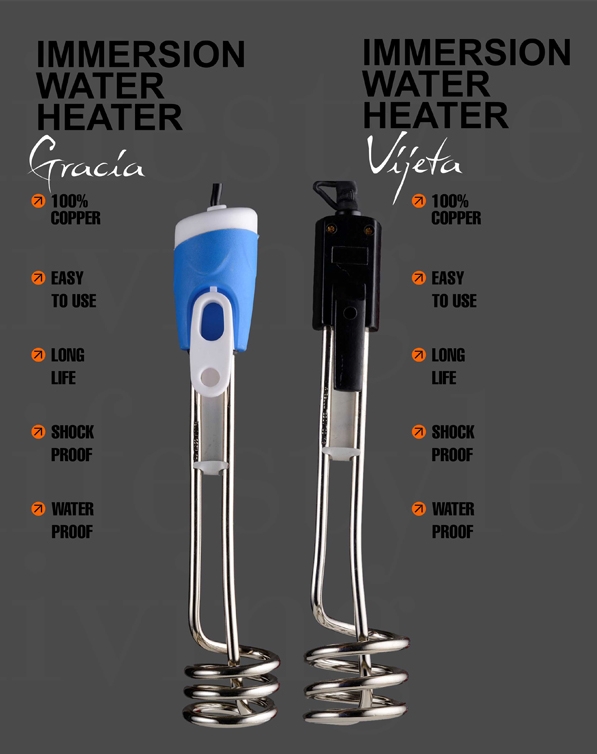 IMMERSION
WATER
HEATER
Gracia
100%
COPPER
EASY
TO USE
LONG
LIFE
SHOCK
PROOF
WATER
PROOF
IMMERSION
WATER
HEATER
Vijeta
100%
COPPER
EASY
TO USE
LONG
LIFE
SHOCK
PROOF
WATER
PROOF